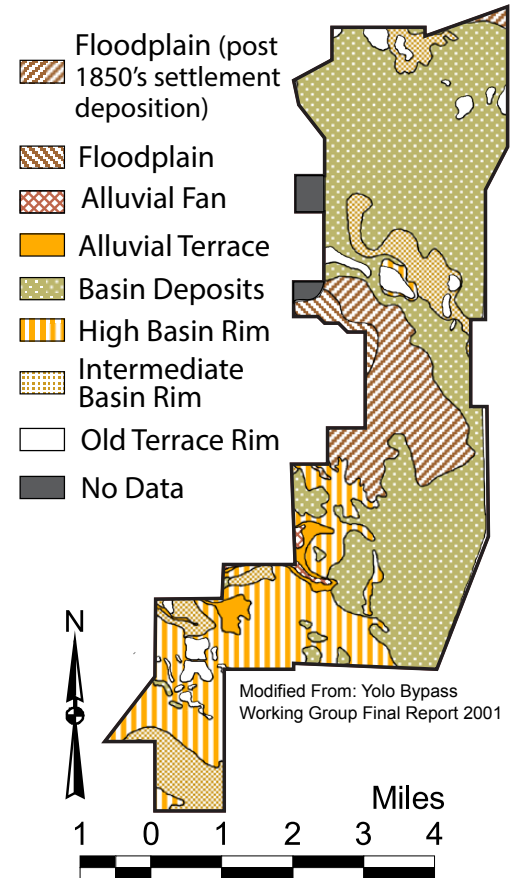 Floodplain (post
1850's settlement
deposition)
Floodplain
Alluvial Fan
Alluvial Terrace
Basin Deposits
High Basin Rim
Intermediate
Basin Rim
Old Terrace Rim
No Data
N
Modified From: Yolo Bypass
Working Group Final Report 2001
Miles
1 0 1 2 3 4